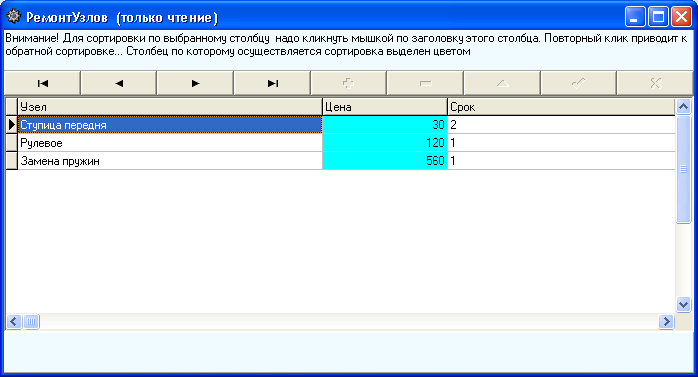 РемонтУзлов (только чтение)
Внимание! Для сортировки по выбранному столбцу надо кликнуть мышкой по заголовку этого столбца. Повторный клик приводит к
обратной сортировке... Столбец по которому осуществляется сортировка выделен цветом
Узел Цена Срок
Ступица передня 30 2
Рулевое 120 1
Замена пружин 560 1